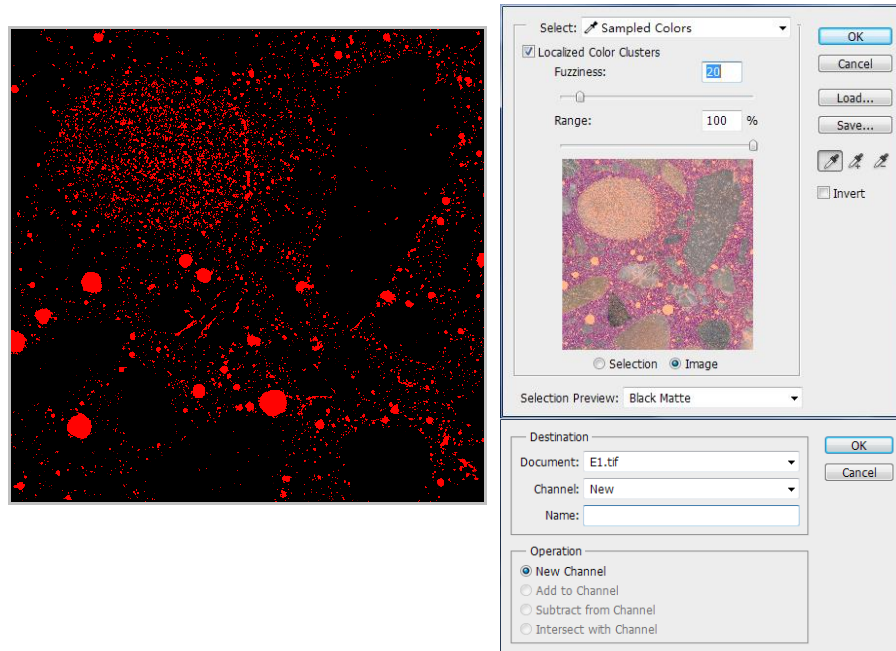 Select: Sampled Colors
OK
Localized Color Clusters
Cancel
Fuzziness: 20
Load...
Range: 100 %
Save...
Invert
Selection Image
Selection Preview: Black Matte
Destination
OK
Document: E1.tif
Cancel
Channel: New
Name:
Operation
New Channel
Add to Channel
Subtract from Channel
Intersect with Channel